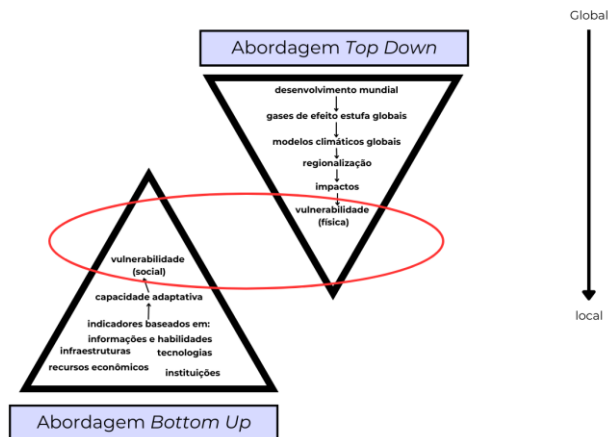 Global
Abordagem Top Down
desenvolvimento mundial
gases de efeito estufa globais
modelos climáticos globais
regionalização
impactos
vulnerabilidade
(física)
vulnerabilidade
(social)
capacidade adaptativa
indicadores baseados em:
informações e habilidades
infraestruturas
tecnologias
recursos econômicos
instituições
local
Abordagem Bottom Up